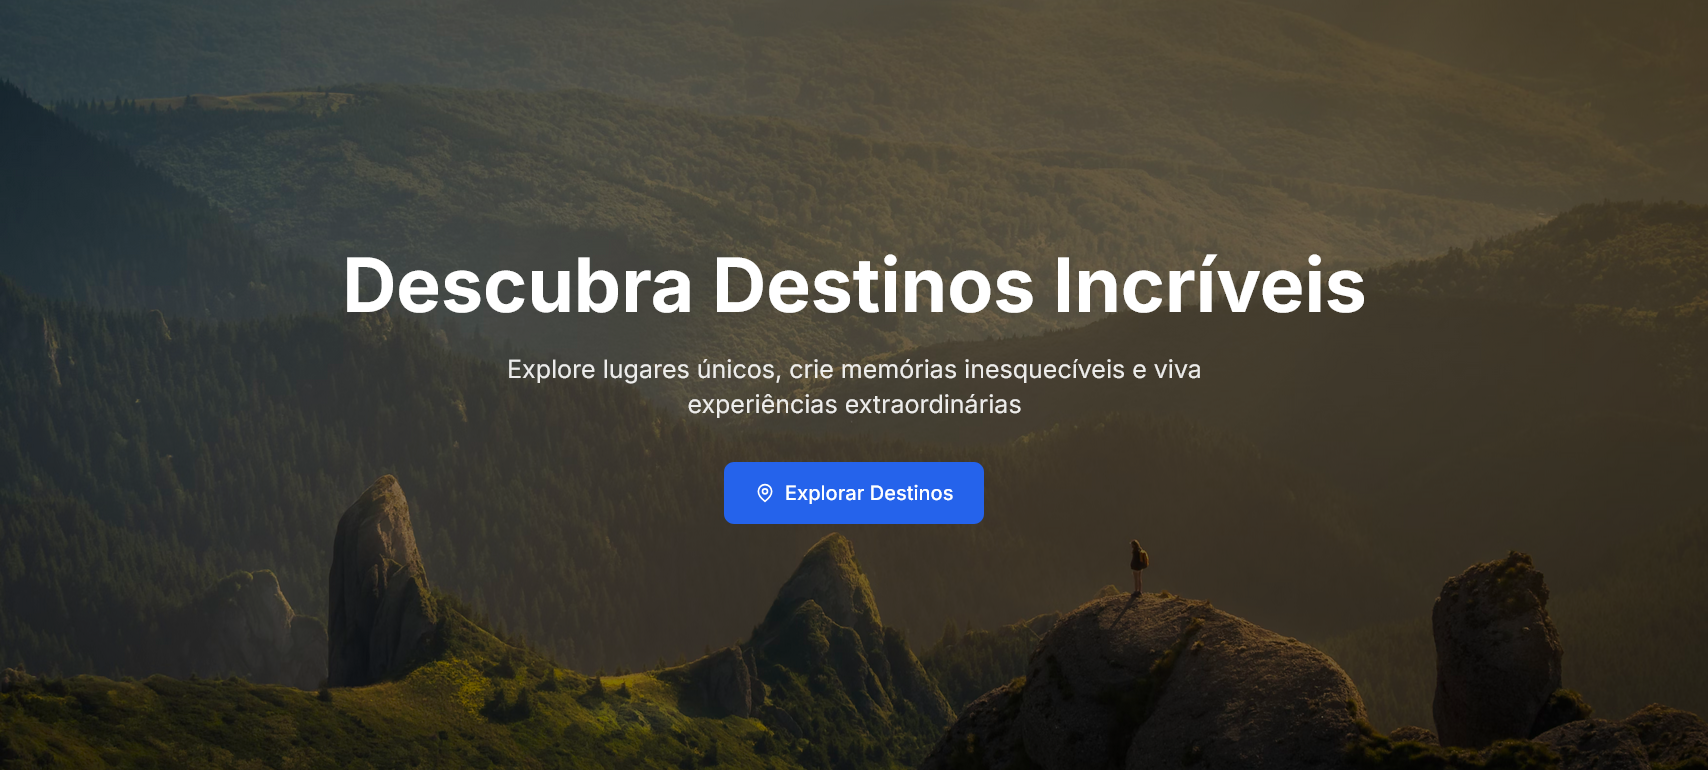 Descubra Destinos Incríveis
Explore lugares únicos, crie memórias inesquecíveis e viva
experiências extraordinárias
Explorar Destinos